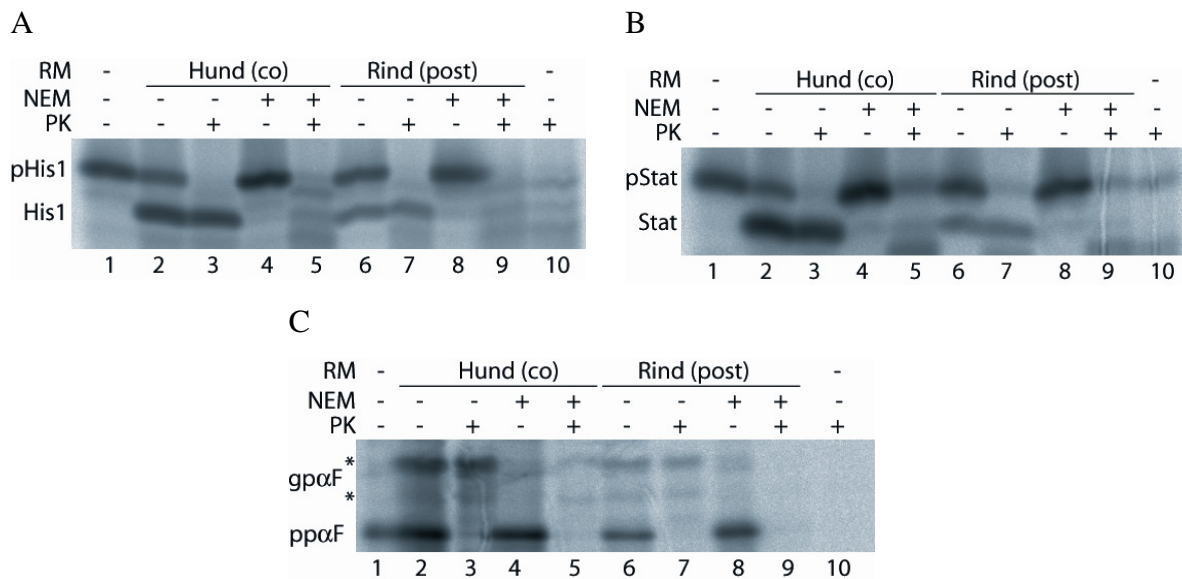 A
RM - Hund (co) Rind (post) -
NEM - - - + + - - + + -
PK - - + - + - + - + +
pHis1
His1
1 2 3 4 5 6 7 8 9 10
B
RM - Hund (co) Rind (post) -
NEM - - - + + - - + + -
PK - - + - + - + - + +
pStat
Stat
1 2 3 4 5 6 7 8 9 10
C
RM - Hund (co) Rind (post) -
NEM - - - + + - - + + -
PK - - + - + - + - + +
*
gpαF
*
ppαF
1 2 3 4 5 6 7 8 9 10